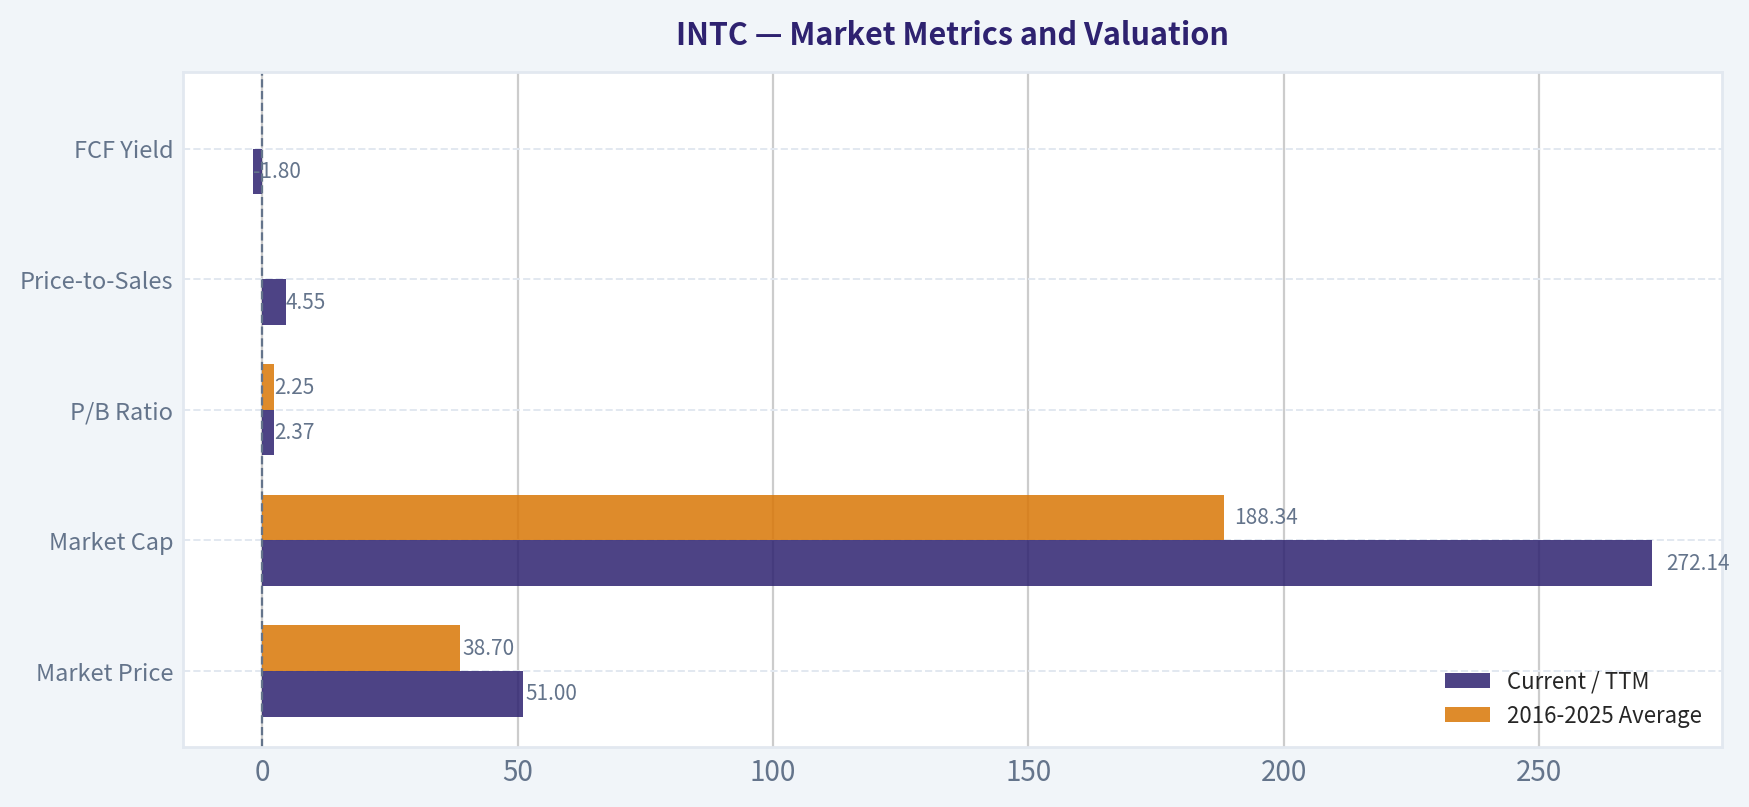 INTC — Market Metrics and Valuation
FCF Yield
-1.80
Price-to-Sales
4.55
2.25
P/B Ratio
2.37
188.34
Market Cap
272.14
38.70
Market Price
51.00
Current / TTM
2016-2025 Average
0 50 100 150 200 250